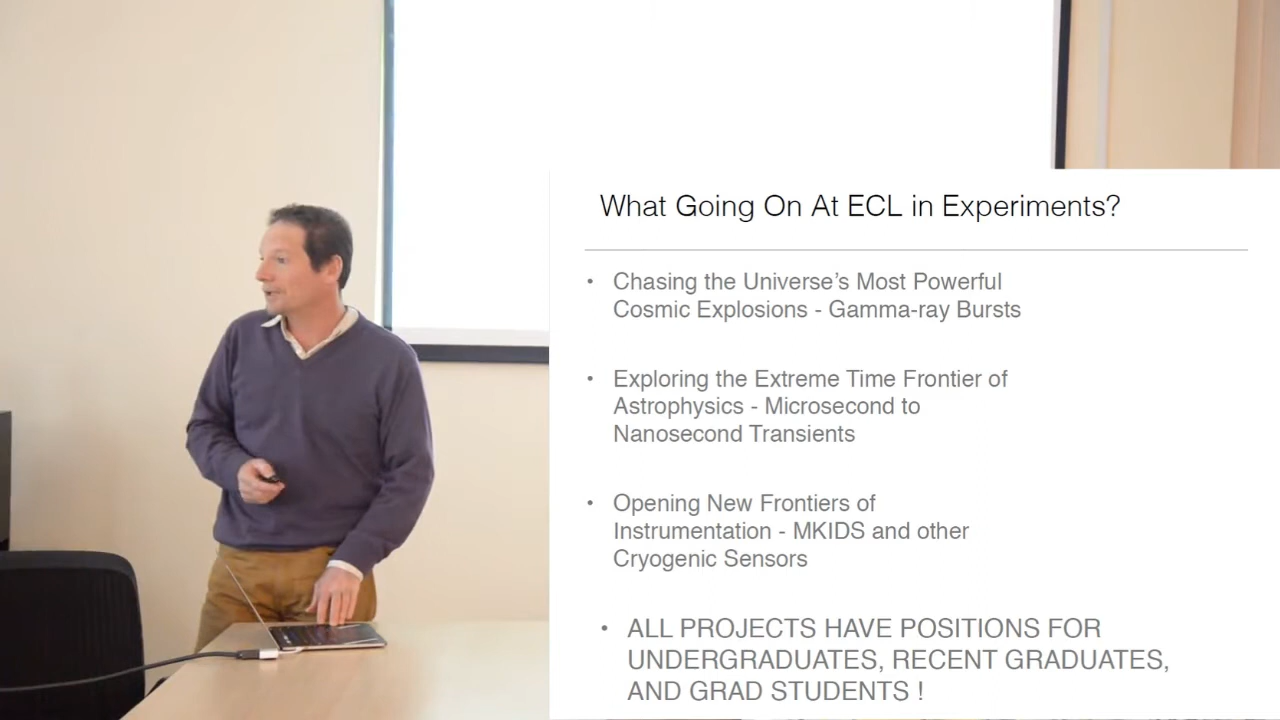 What Going On At ECL in Experiments?
• Chasing the Universe's Most Powerful
Cosmic Explosions - Gamma-ray Bursts
• Exploring the Extreme Time Frontier of
Astrophysics - Microsecond to
Nanosecond Transients
• Opening New Frontiers of
Instrumentation - MKIDS and other
Cryogenic Sensors
• ALL PROJECTS HAVE POSITIONS FOR
UNDERGRADUATES, RECENT GRADUATES,
AND GRAD STUDENTS !